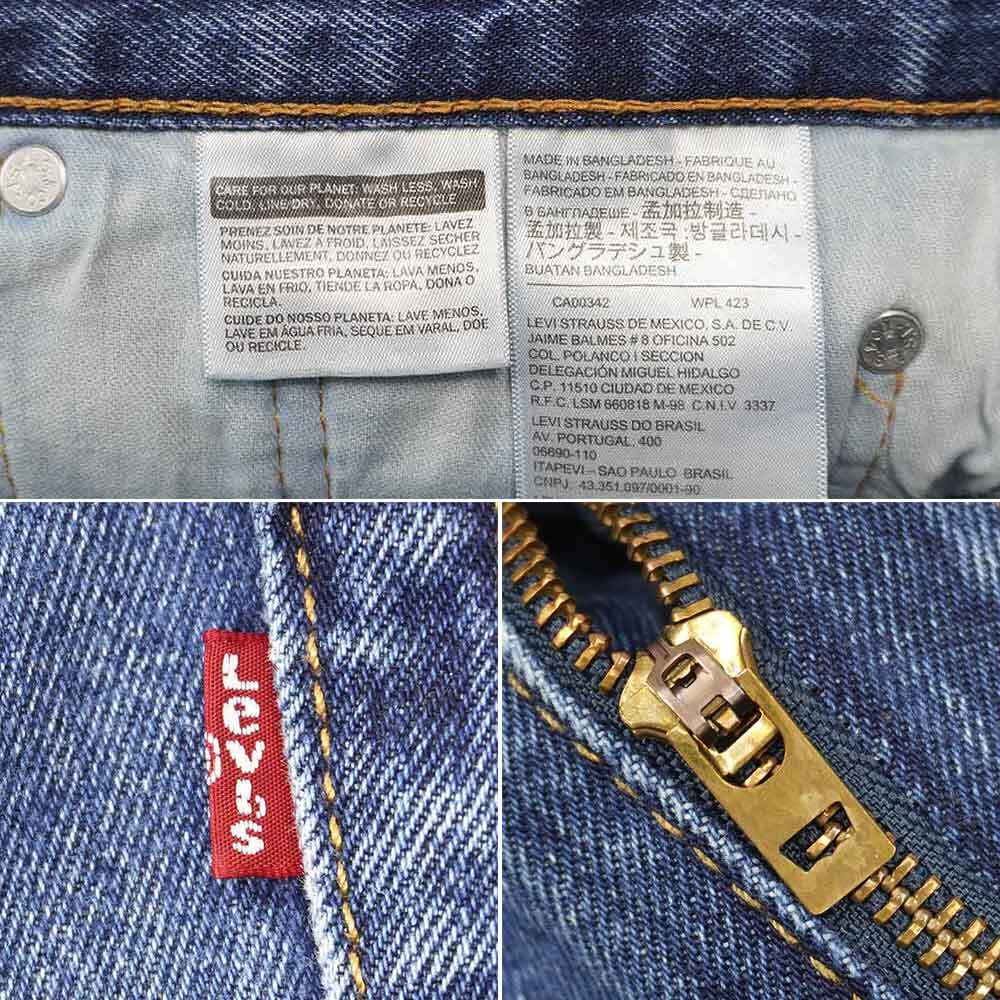 CARE FOR OUR PLANET. WASH LESS, WASH
COLD, LINE DRY, DONATE OR RECYCLE
PRENEZ SOIN DE NOTRE PLANETE: LAVEZ
MOINS, LAVEZ A FROID, LAISSEZ SECHER
NATURELLEMENT, DONNEZ OU RECYCLEZ
CUIDA NUESTRO PLANETA: LAVA MENOS,
LAVA EN FRIO, TIENDE LA ROPA, DONA O
RECICLA.
CUIDE DO NOSSO PLANETA: LAVE MENOS,
LAVE EM ÁGUA FRIA, SEQUE EM VARAL, DOE
OU RECICLE.
MADE IN BANGLADESH - FABRIQUE AU
BANGLADESH - FABRICADO EN BANGLADESH -
FABRICADO EM BANGLADESH - СДЕЛАНО
В БАНГЛАДЕШЕ - 孟加拉制造 -
孟加拉製 - 제조국 :방글라데시 -
バングラデシュ製 -
BUATAN BANGLADESH
CA00342 WPL 423
LEVI STRAUSS DE MEXICO, S.A. DE C.V.
JAIME BALMES # 8 OFICINA 502
COL. POLANCO I SECCION
DELEGACIÓN MIGUEL HIDALGO
C.P. 11510 CIUDAD DE MEXICO
R.F.C. LSM 660818 M-98 C.N.I.V. 3337
LEVI STRAUSS DO BRASIL
AV. PORTUGAL, 400
06690-110
ITAPEVI – SAO PAULO BRASIL
CNPJ. 43.351.097/0001-90
Levi's